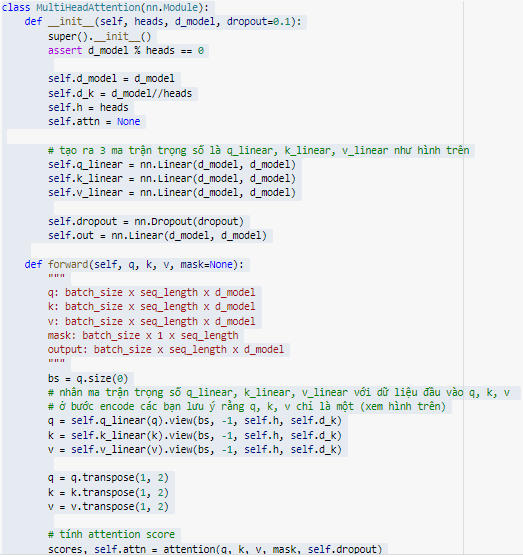 class MultiHeadAttention(nn.Module):
    def __init__(self, heads, d_model, dropout=0.1):
        super().__init__()
        assert d_model % heads == 0

        self.d_model = d_model
        self.d_k = d_model//heads
        self.h = heads
        self.attn = None

        # tạo ra 3 ma trận trọng số là q_linear, k_linear, v_linear như hình trên
        self.q_linear = nn.Linear(d_model, d_model)
        self.k_linear = nn.Linear(d_model, d_model)
        self.v_linear = nn.Linear(d_model, d_model)

        self.dropout = nn.Dropout(dropout)
        self.out = nn.Linear(d_model, d_model)

    def forward(self, q, k, v, mask=None):
        """
        q: batch_size x seq_length x d_model
        k: batch_size x seq_length x d_model
        v: batch_size x seq_length x d_model
        mask: batch_size x 1 x seq_length
        output: batch_size x seq_length x d_model
        """
        bs = q.size(0)
        # nhân ma trận trọng số q_linear, k_linear, v_linear với dữ liệu đầu vào q, k, v
        # ở bước encode các bạn lưu ý rằng q, k, v chỉ là một (xem hình trên)
        q = self.q_linear(q).view(bs, -1, self.h, self.d_k)
        k = self.k_linear(k).view(bs, -1, self.h, self.d_k)
        v = self.v_linear(v).view(bs, -1, self.h, self.d_k)

        q = q.transpose(1, 2)
        k = k.transpose(1, 2)
        v = v.transpose(1, 2)

        # tính attention score
        scores, self.attn = attention(q, k, v, mask, self.dropout)